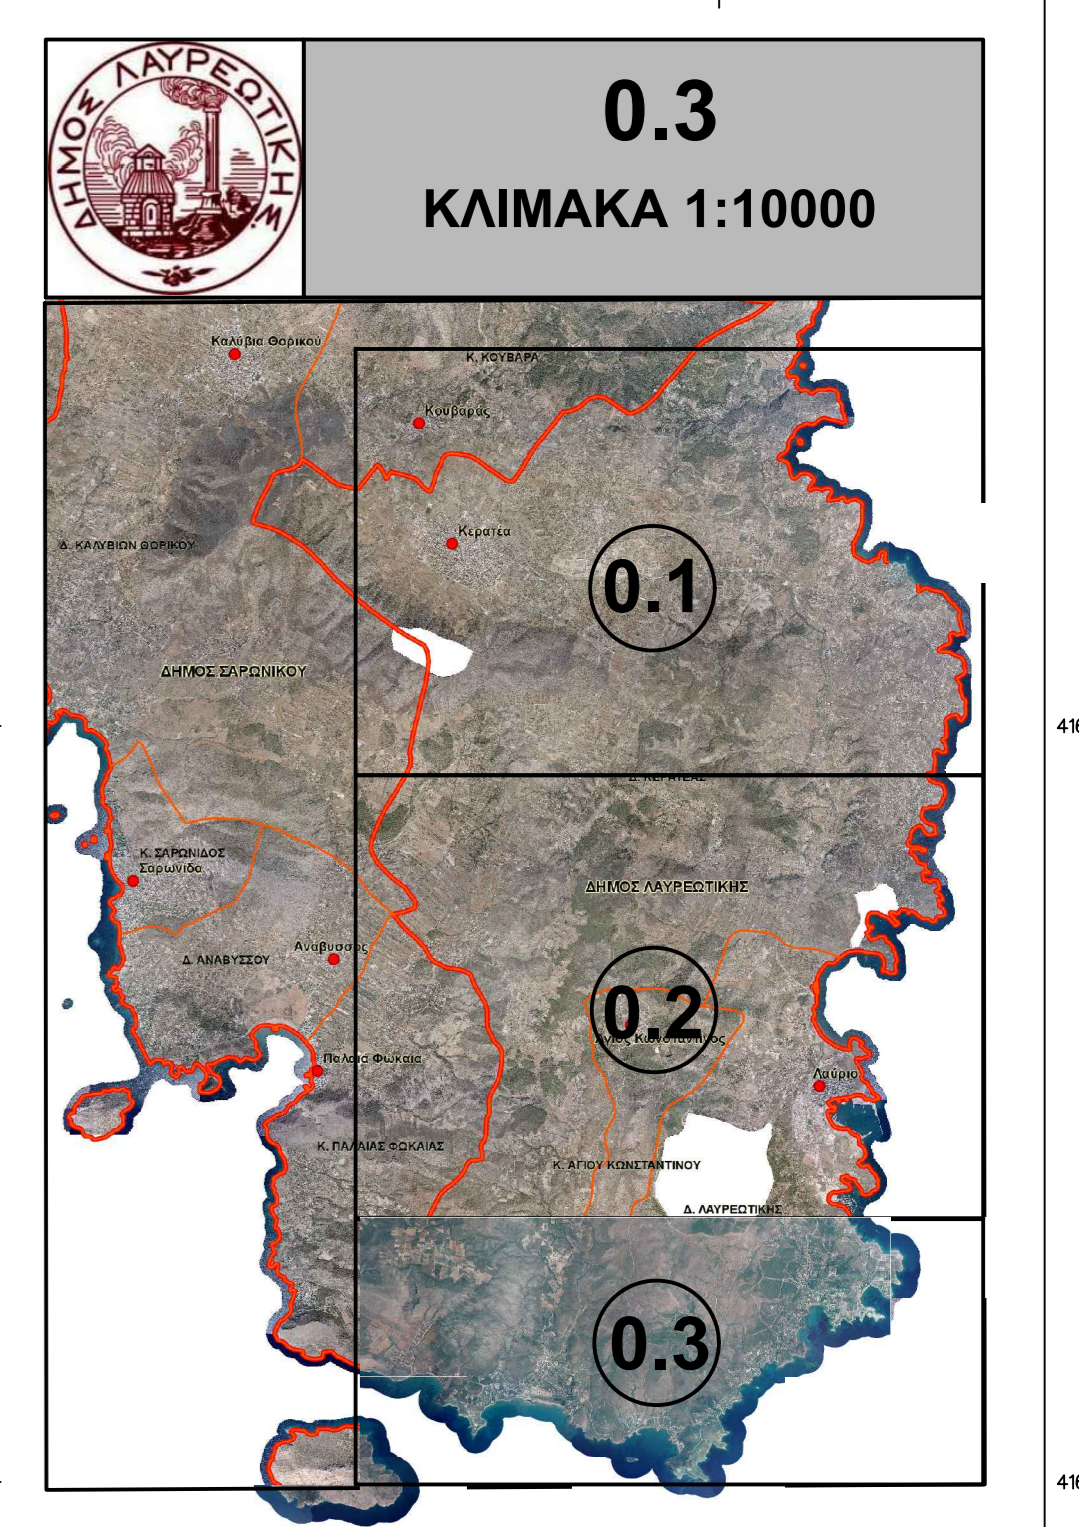 ΔΗΜΟΣ ΛΑΥΡΕΩΤΙΚΗΣ
0.3
ΚΛΙΜΑΚΑ 1:10000
Καλύβια Θορικού
Κ. ΚΟΥΒΑΡΑ
Κουβαράς
Κερατέα
Δ. ΚΑΛΥΒΙΩΝ ΘΟΡΙΚΟΥ
0.1
ΔΗΜΟΣ ΣΑΡΩΝΙΚΟΥ
416
Δ. ΚΕΡΑΤΕΑΣ
Κ. ΣΑΡΩΝΙΔΟΣ
Σαρωνίδα
ΔΗΜΟΣ ΛΑΥΡΕΩΤΙΚΗΣ
Ανάβυσσος
Δ. ΑΝΑΒΥΣΣΟΥ
0.2
Άγιος Κωνσταντίνος
Παλαιά Φώκαια
Λαύριο
Κ. ΠΑΛΑΙΑΣ ΦΩΚΑΙΑΣ
Κ. ΑΓΙΟΥ ΚΩΝΣΤΑΝΤΙΝΟΥ
Δ. ΛΑΥΡΕΩΤΙΚΗΣ
0.3
416